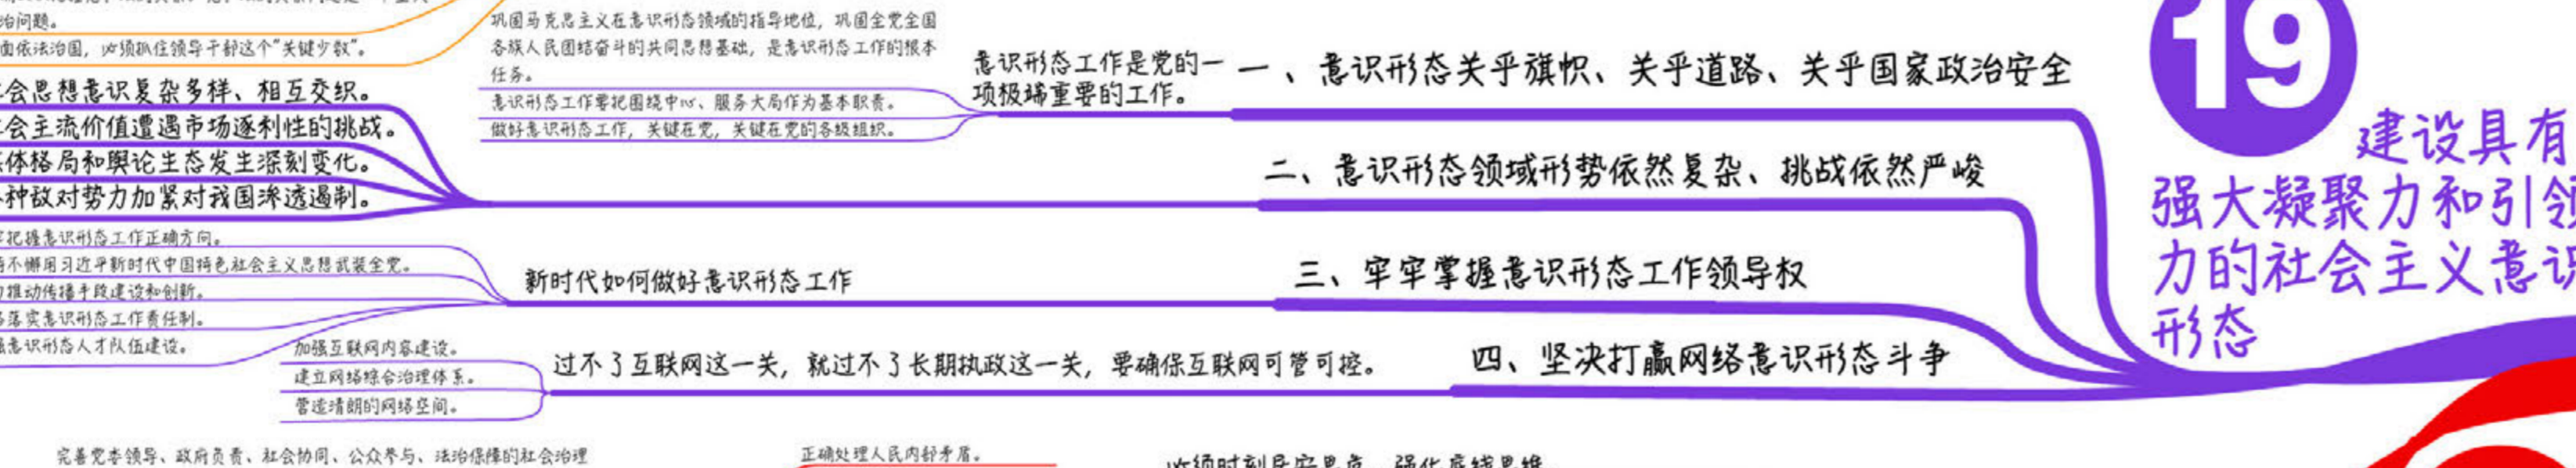 治问题。
面依法治国，必须抓住领导干部这个“关键少数”。
会思想意识复杂多样、相互交织。
会主流价值遭遇市场逐利性的挑战。
体格局和舆论生态发生深刻变化。
种敌对势力加紧对我国渗透遏制。
把握意识形态工作正确方向。
不懈用习近平新时代中国特色社会主义思想武装全党。
推动传播手段建设和创新。
落实意识形态工作责任制。
意识形态人才队伍建设。
巩固马克思主义在意识形态领域的指导地位，巩固全党全国
各族人民团结奋斗的共同思想基础，是意识形态工作的根本
任务。
意识形态工作要把围绕中心、服务大局作为基本职责。
做好意识形态工作，关键在党，关键在党的各级组织。
意识形态工作是党的一
项极端重要的工作。
一、意识形态关乎旗帜、关乎道路、关乎国家政治安全
二、意识形态领域形势依然复杂、挑战依然严峻
新时代如何做好意识形态工作
三、牢牢掌握意识形态工作领导权
加强互联网内容建设。
建立网络综合治理体系。
营造清朗的网络空间。
过不了互联网这一关，就过不了长期执政这一关，要确保互联网可管可控。
四、坚决打赢网络意识形态斗争
19
建设具有
强大凝聚力和引领
力的社会主义意识
形态
完善党委领导、政府负责、社会协同、公众参与、法治保障的社会治理
正确处理人民内部矛盾。
必须时刻居安思危、强化底线思维